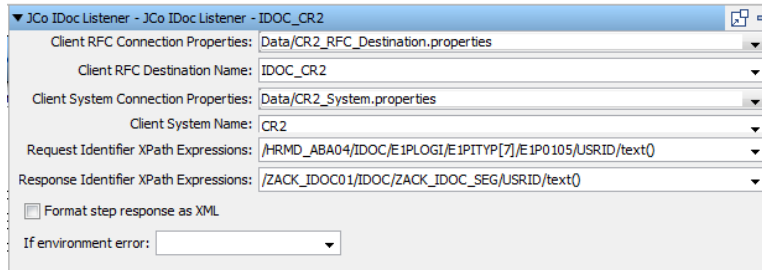 JCo IDoc Listener - JCo IDoc Listener - IDOC_CR2
Client RFC Connection Properties: Data/CR2_RFC_Destination.properties
Client RFC Destination Name: IDOC_CR2
Client System Connection Properties: Data/CR2_System.properties
Client System Name: CR2
Request Identifier XPath Expressions: /HRMD_ABA04/IDOC/E1PLOGI/E1PITYP[7]/E1P0105/USRID/text()
Response Identifier XPath Expressions: /ZACK_IDOC01/IDOC/ZACK_IDOC_SEG/USRID/text()
Format step response as XML
If environment error: